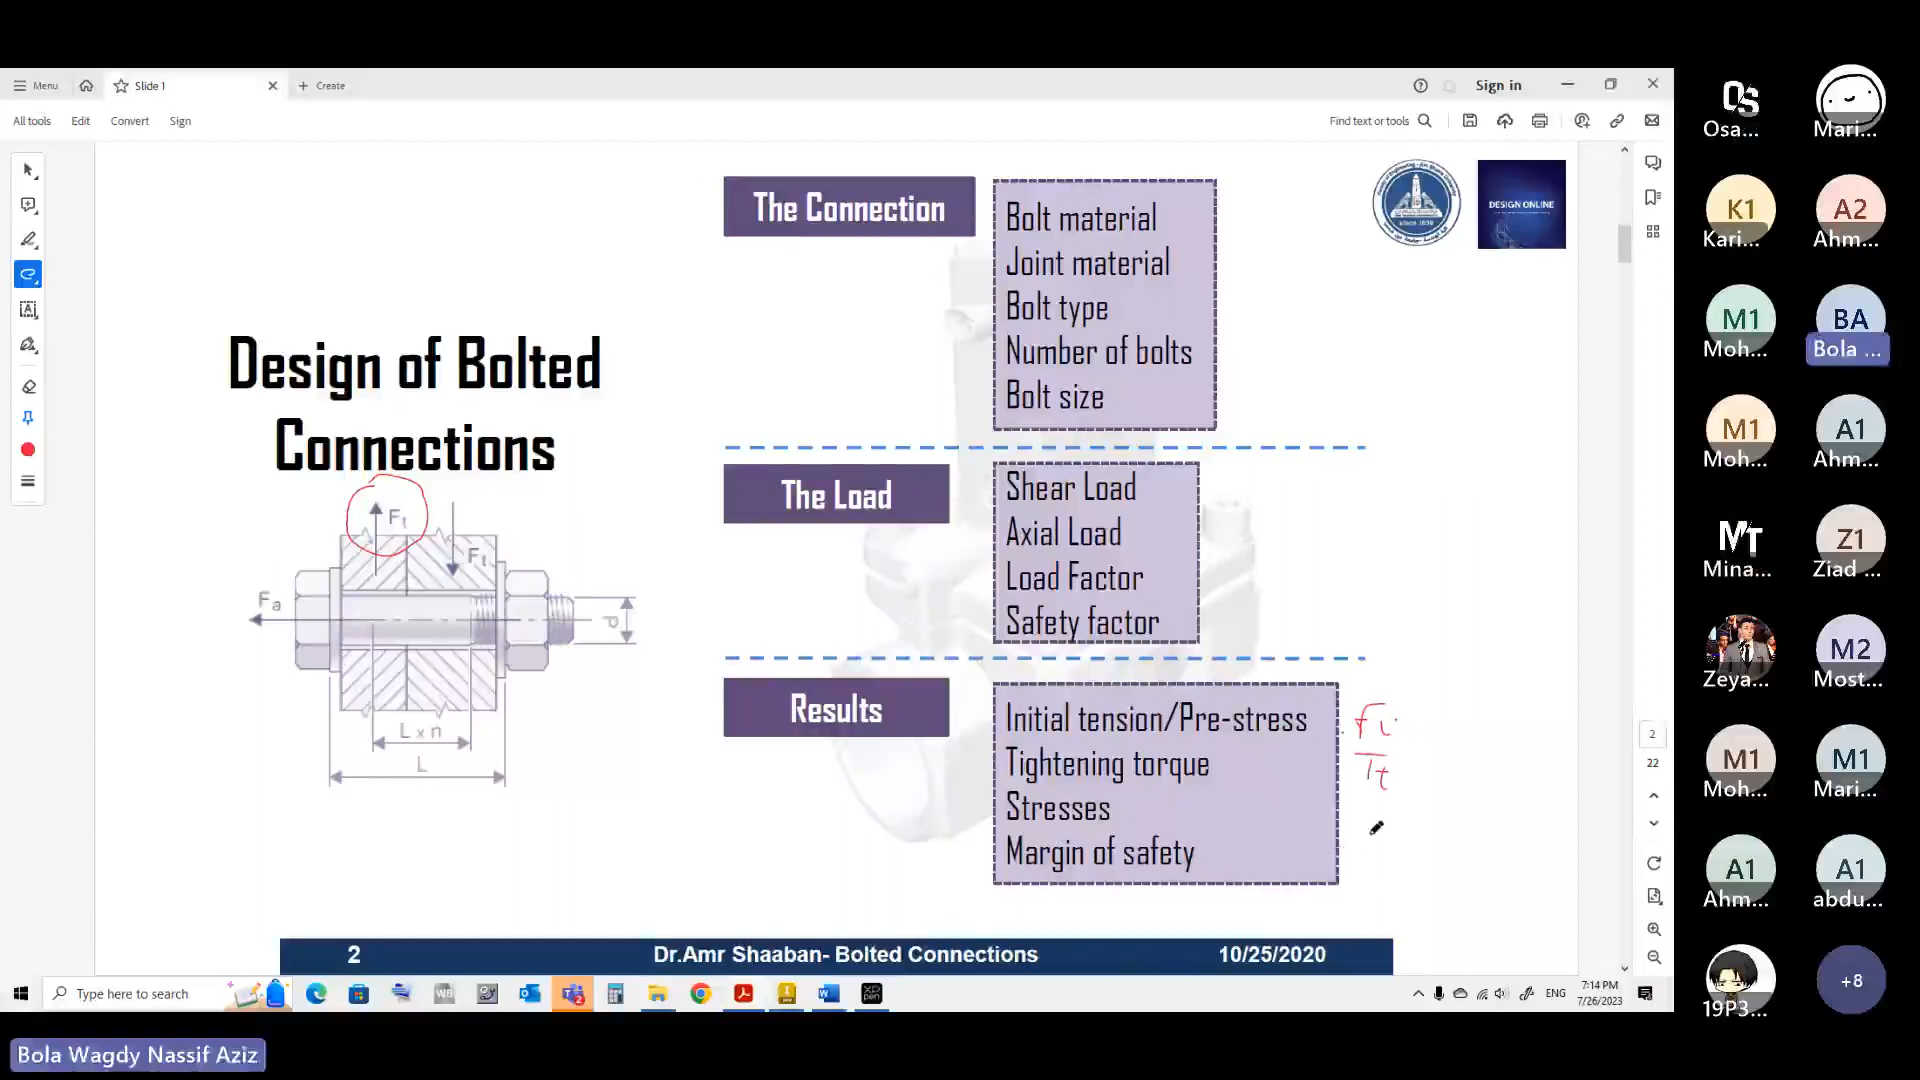 Menu
Slide 1
Create
Sign in
All tools
Edit
Convert
Sign
Find text or tools
The Connection
Bolt material
Joint material
Bolt type
Number of bolts
Bolt size
DESIGN ONLINE
Design of Bolted
Connections
The Load
Shear Load
Axial Load
Load Factor
Safety factor
Ft
Ft
Fa
d
L x n
L
Results
Initial tension/Pre-stress
Tightening torque
Stresses
Margin of safety
Fi
Tt
2
22
2
Dr.Amr Shaaban- Bolted Connections
10/25/2020
Type here to search
ENG
7:14 PM
7/26/2023
OS
Osa...
Mari...
K1
Kari...
A2
Ahm...
M1
Moh...
BA
Bola ...
M1
Moh...
A1
Ahm...
MT
Mina...
Z1
Ziad ...
Zeya...
M2
Most...
M1
Moh...
M1
Mari...
A1
Ahm...
A1
abdu...
19P3...
+8
Bola Wagdy Nassif Aziz